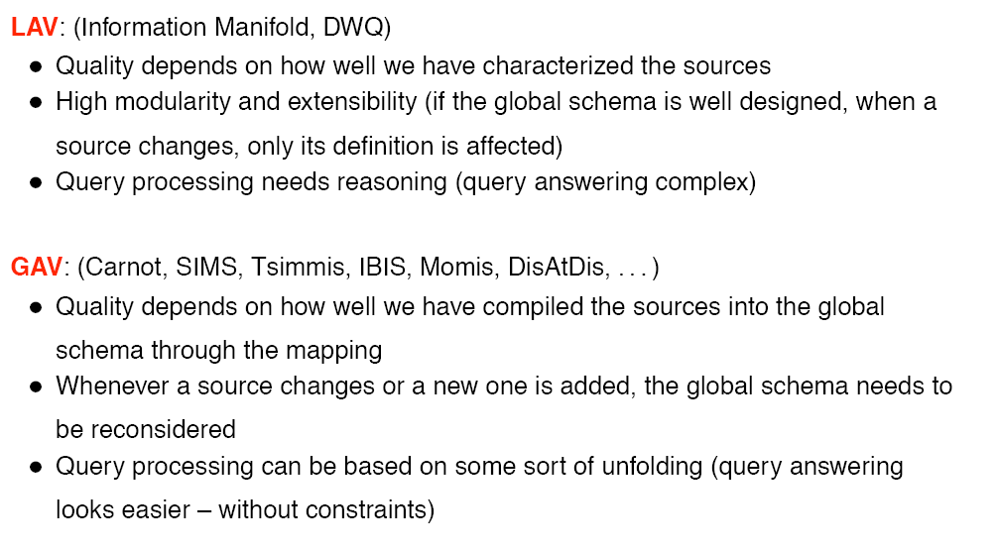 LAV: (Information Manifold, DWQ)
● Quality depends on how well we have characterized the sources
● High modularity and extensibility (if the global schema is well designed, when a
source changes, only its definition is affected)
● Query processing needs reasoning (query answering complex)
GAV: (Carnot, SIMS, Tsimmis, IBIS, Momis, DisAtDis, ...)
● Quality depends on how well we have compiled the sources into the global
schema through the mapping
● Whenever a source changes or a new one is added, the global schema needs to
be reconsidered
● Query processing can be based on some sort of unfolding (query answering
looks easier – without constraints)